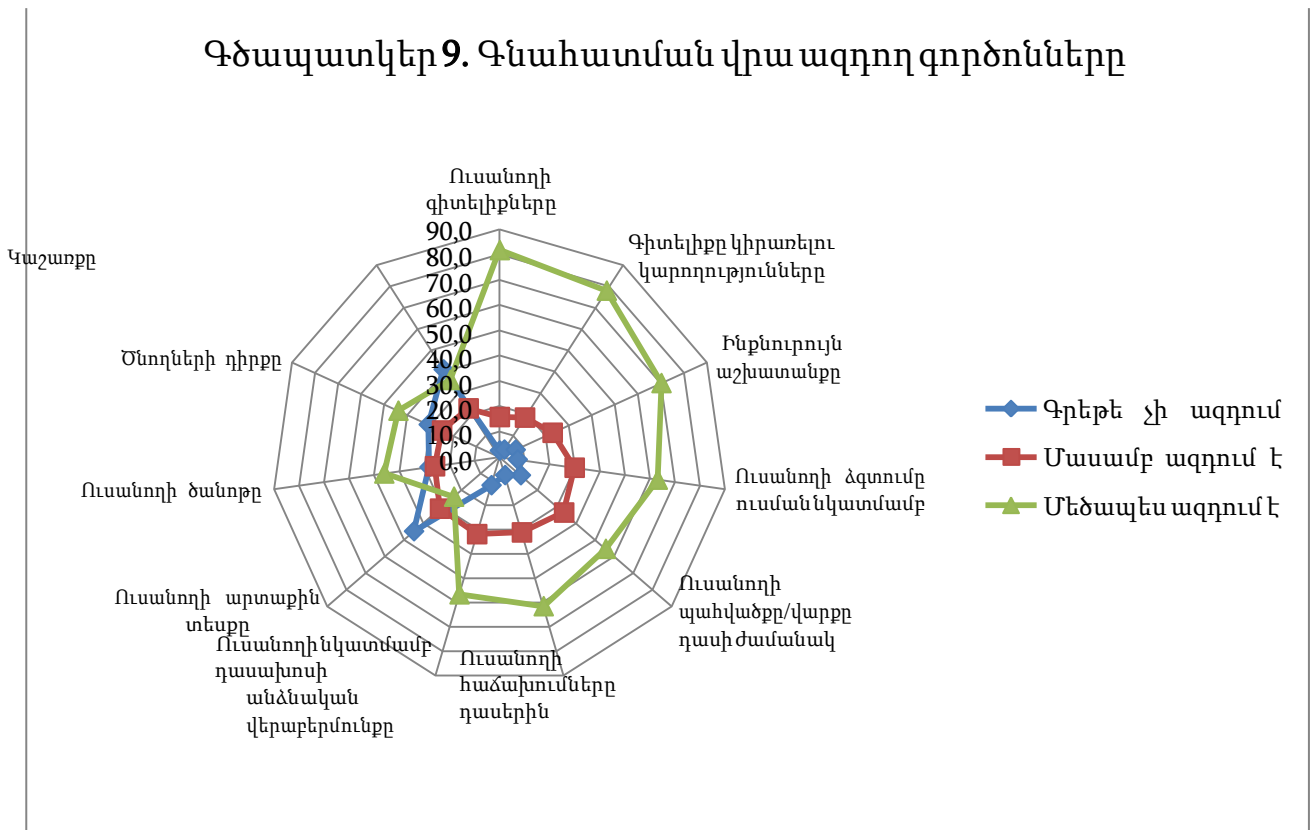 Գծապատկեր 9. Գնահատման վրա ազդող գործոնները
Ուսանողի
գիտելիքները
Գիտելիքը կիրառելու
կարողությունները
Ինքնուրույն
աշխատանքը
Ուսանողի ձգտումը
ուսման նկատմամբ
Ուսանողի
պահվածքը/վարքը
դասի ժամանակ
Ուսանողի
հաճախումները
դասերին
Ուսանողի նկատմամբ
դասախոսի
անձնական
վերաբերմունքը
Ուսանողի արտաքին
տեսքը
Ուսանողի ծանոթը
Ծնողների դիրքը
Կաշառքը
90,0
80,0
70,0
60,0
50,0
40,0
30,0
20,0
10,0
0,0
Գրեթե չի ազդում
Մասամբ ազդում է
Մեծապես ազդում է